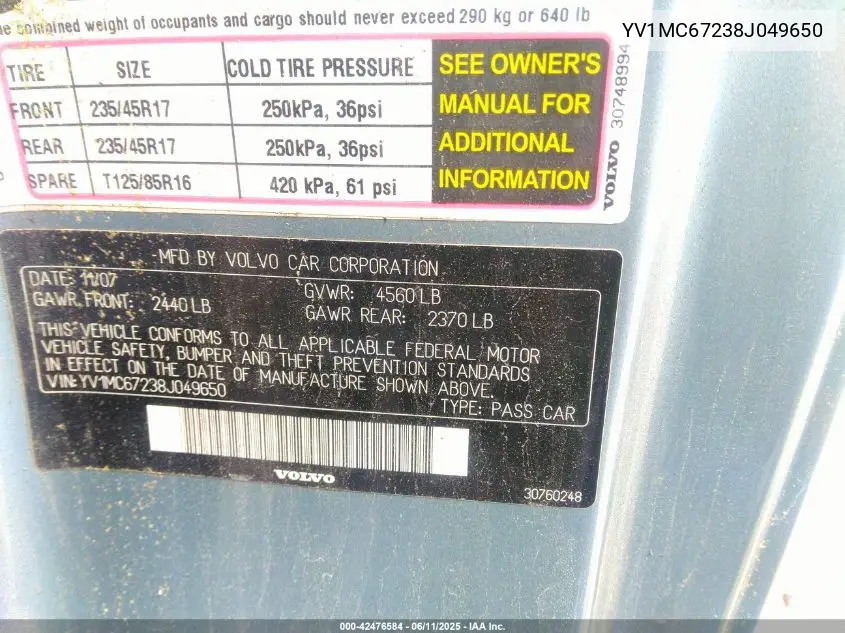 combined weight of occupants and cargo should never exceed 290 kg or 640 lb
YV1MC67238J049650
TIRE SIZE COLD TIRE PRESSURE
FRONT 235/45R17 250kPa, 36psi
REAR 235/45R17 250kPa, 36psi
SPARE T125/85R16 420 kPa, 61 psi
SEE OWNER'S
MANUAL FOR
ADDITIONAL
INFORMATION
VOLVO 30748994
MFD BY VOLVO CAR CORPORATION
DATE: 11/07 GVWR: 4560 LB
GAWR FRONT: 2440 LB GAWR REAR: 2370 LB
THIS VEHICLE CONFORMS TO ALL APPLICABLE FEDERAL MOTOR
VEHICLE SAFETY, BUMPER AND THEFT PREVENTION STANDARDS
IN EFFECT ON THE DATE OF MANUFACTURE SHOWN ABOVE.
VIN: YV1MC67238J049650
TYPE: PASS CAR
VOLVO
30760248
000-42476584 - 06/11/2025 - IAA Inc.